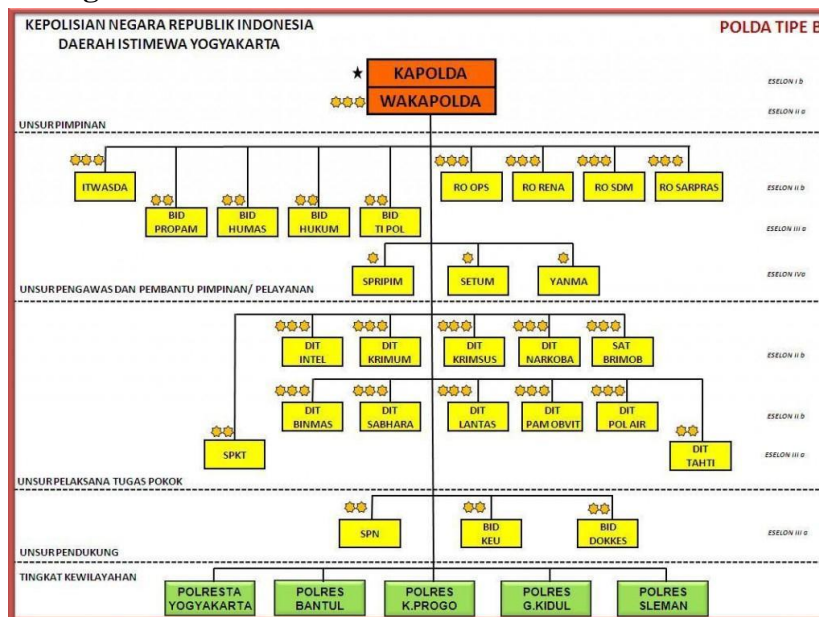 KEPOLISIAN NEGARA REPUBLIK INDONESIA
DAERAH ISTIMEWA YOGYAKARTA
POLDA TIPE B
KAPOLDA
WAKAPOLDA
ESELON I b
ESELON II a
UNSUR PIMPINAN
ITWASDA
RO OPS
RO RENA
RO SDM
RO SARPRAS
ESELON II b
BID
PROPAM
BID
HUMAS
BID
HUKUM
BID
TI POL
ESELON III a
SPRIPIM
SETUM
YANMA
ESELON IVa
UNSUR PENGAWAS DAN PEMBANTU PIMPINAN/ PELAYANAN
DIT
INTEL
DIT
KRIMUM
DIT
KRIMSUS
DIT
NARKOBA
SAT
BRIMOB
ESELON II b
DIT
BINMAS
DIT
SABHARA
DIT
LANTAS
DIT
PAM OBVIT
DIT
POL AIR
ESELON II b
SPKT
DIT
TAHTI
ESELON III a
UNSUR PELAKSANA TUGAS POKOK
SPN
BID
KEU
BID
DOKKES
ESELON III a
UNSUR PENDUKUNG
TINGKAT KEWILAYAHAN
POLRESTA
YOGYAKARTA
POLRES
BANTUL
POLRES
K.PROGO
POLRES
G.KIDUL
POLRES
SLEMAN